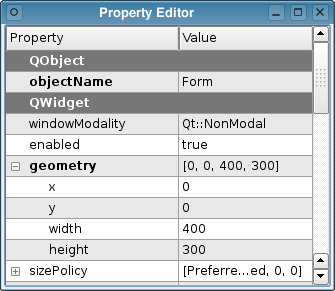 Property Editor
Property Value
QObject
objectName Form
QWidget
windowModality Qt::NonModal
enabled true
geometry [0, 0, 400, 300]
x 0
y 0
width 400
height 300
sizePolicy [Preferre...ed, 0, 0]